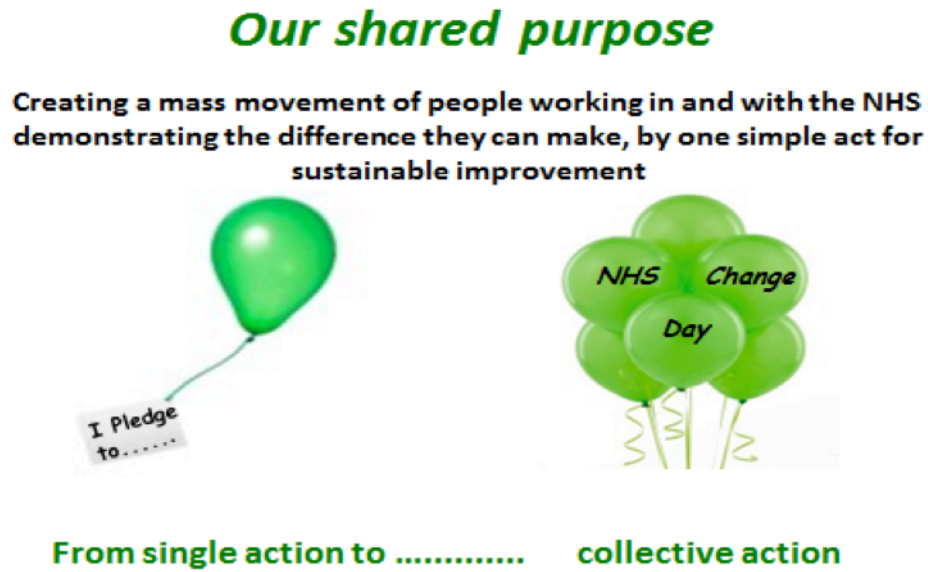 Our shared purpose
Creating a mass movement of people working in and with the NHS
demonstrating the difference they can make, by one simple act for
sustainable improvement
NHS Change
Day
I Pledge
to......
From single action to ............. collective action